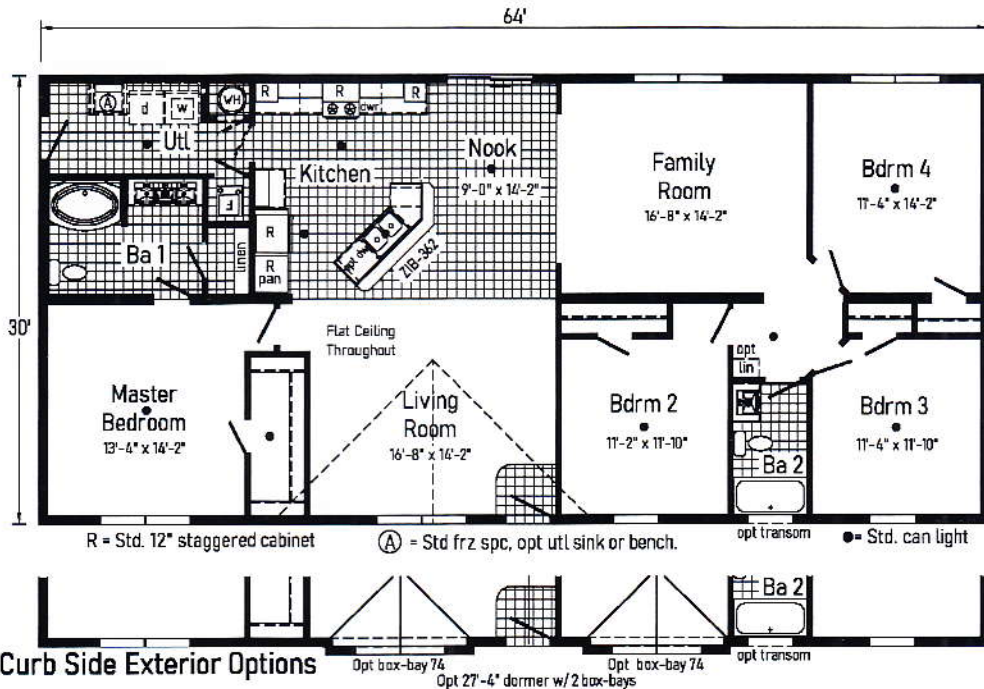 64'
30'
A
d
w
WH
R
R
R
dwr
Utl
Kitchen
Nook
9'-0" x 14'-2"
Family
Room
16'-8" x 14'-2"
Bdrm 4
11'-4" x 14'-2"
F
Ba 1
linen
R
R
pan
opt dw
ZIB-362
Flat Ceiling
Throughout
Master
Bedroom
13'-4" x 14'-2"
Living
Room
16'-8" x 14'-2"
Bdrm 2
11'-2" x 11'-10"
opt
lin
Ba 2
Bdrm 3
11'-4" x 11'-10"
R = Std. 12" staggered cabinet
A = Std frz spc, opt utl sink or bench.
opt transom
●= Std. can light
Ba 2
Curb Side Exterior Options
Opt box-bay 74
Opt box-bay 74
opt transom
Opt 27'-4" dormer w/ 2 box-bays